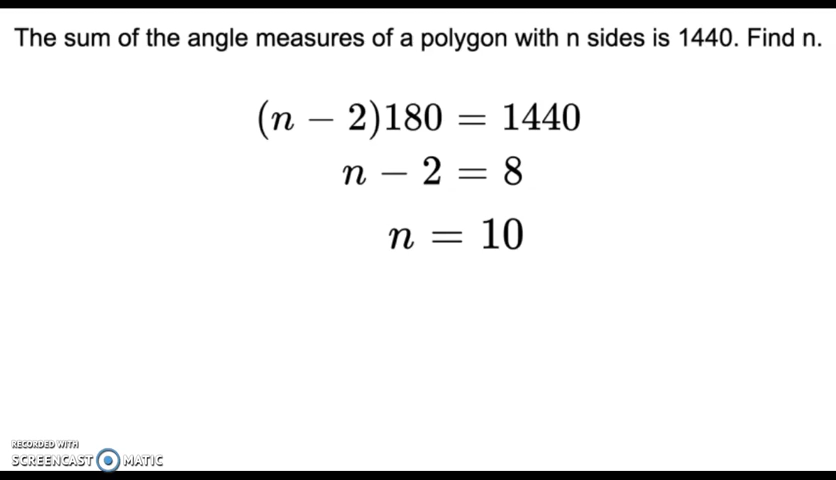 The sum of the angle measures of a polygon with n sides is 1440. Find n.
(n − 2)180 = 1440
n − 2 = 8
n = 10
RECORDED WITH
SCREENCAST MATIC